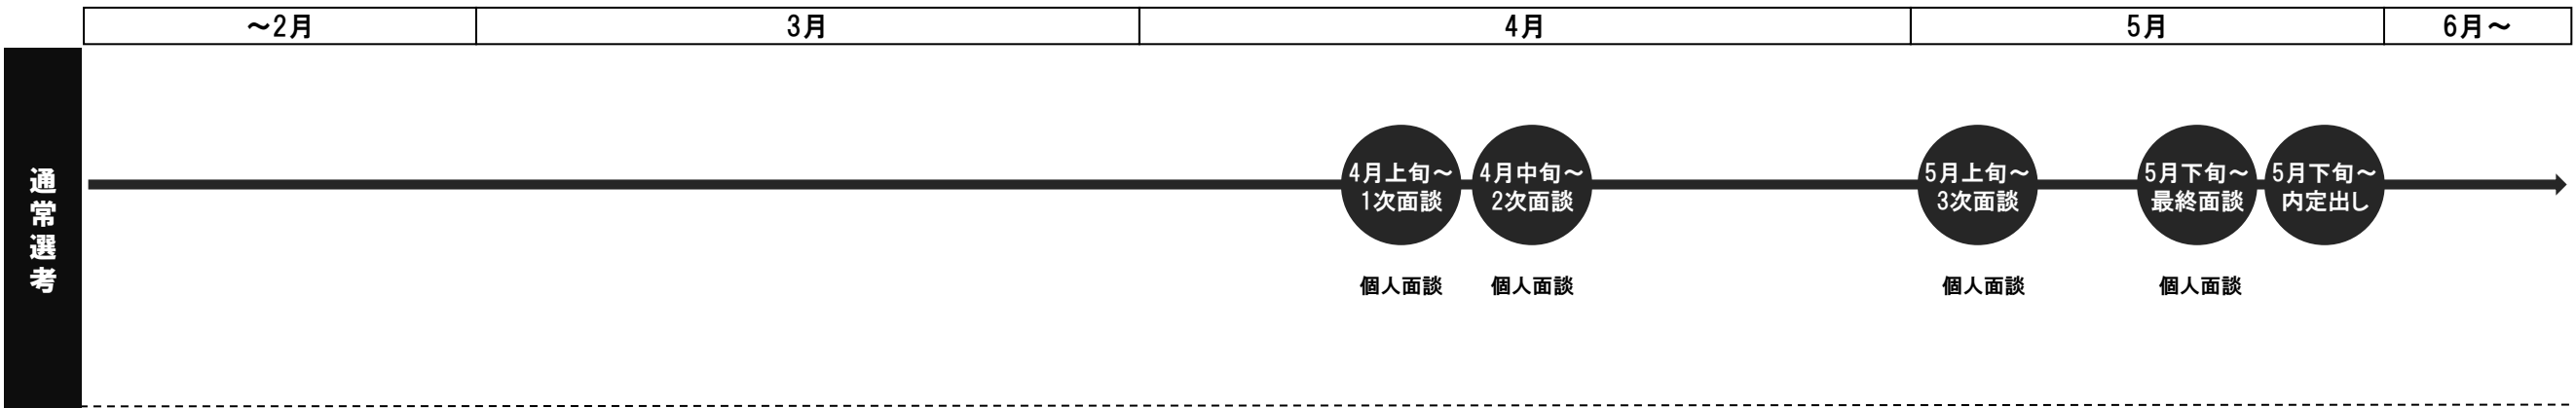 ～2月
3月
4月
5月
6月～
通常選考
4月上旬～
1次面談
4月中旬～
2次面談
5月上旬～
3次面談
5月下旬～
最終面談
5月下旬～
内定出し
個人面談
個人面談
個人面談
個人面談